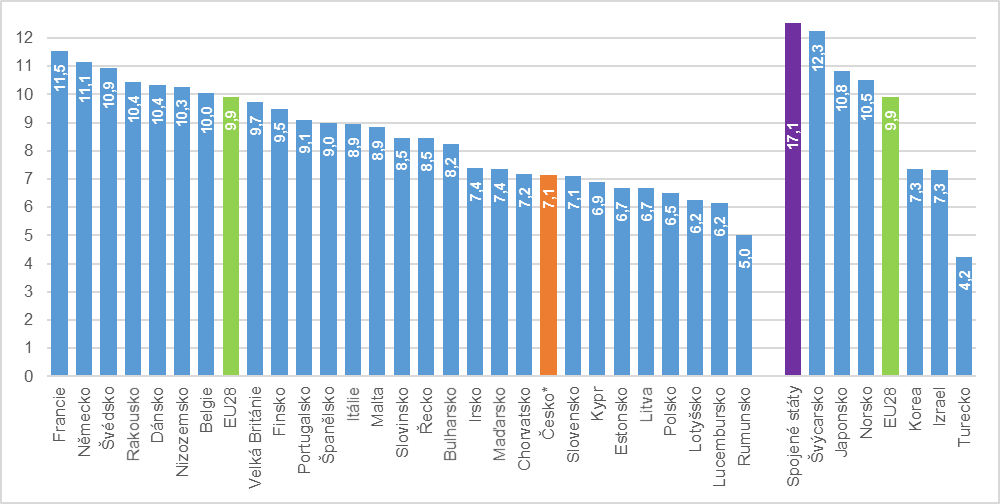 12
11
10
9
8
7
6
5
4
3
2
1
0
11,5
11,1
10,9
10,4
10,4
10,3
10,0
9,9
9,7
9,5
9,1
9,0
8,9
8,9
8,5
8,5
8,2
7,4
7,4
7,2
7,1
7,1
6,9
6,7
6,7
6,5
6,2
6,2
5,0
17,1
12,3
10,8
10,5
9,9
7,3
7,3
4,2
Francie
Německo
Švédsko
Rakousko
Dánsko
Nizozemsko
Belgie
EU28
Velká Británie
Finsko
Portugalsko
Španělsko
Itálie
Malta
Slovinsko
Řecko
Bulharsko
Irsko
Maďarsko
Chorvatsko
Česko*
Slovensko
Kypr
Estonsko
Litva
Polsko
Lotyšsko
Lucembursko
Rumunsko
Spojené státy
Švýcarsko
Japonsko
Norsko
EU28
Korea
Izrael
Turecko